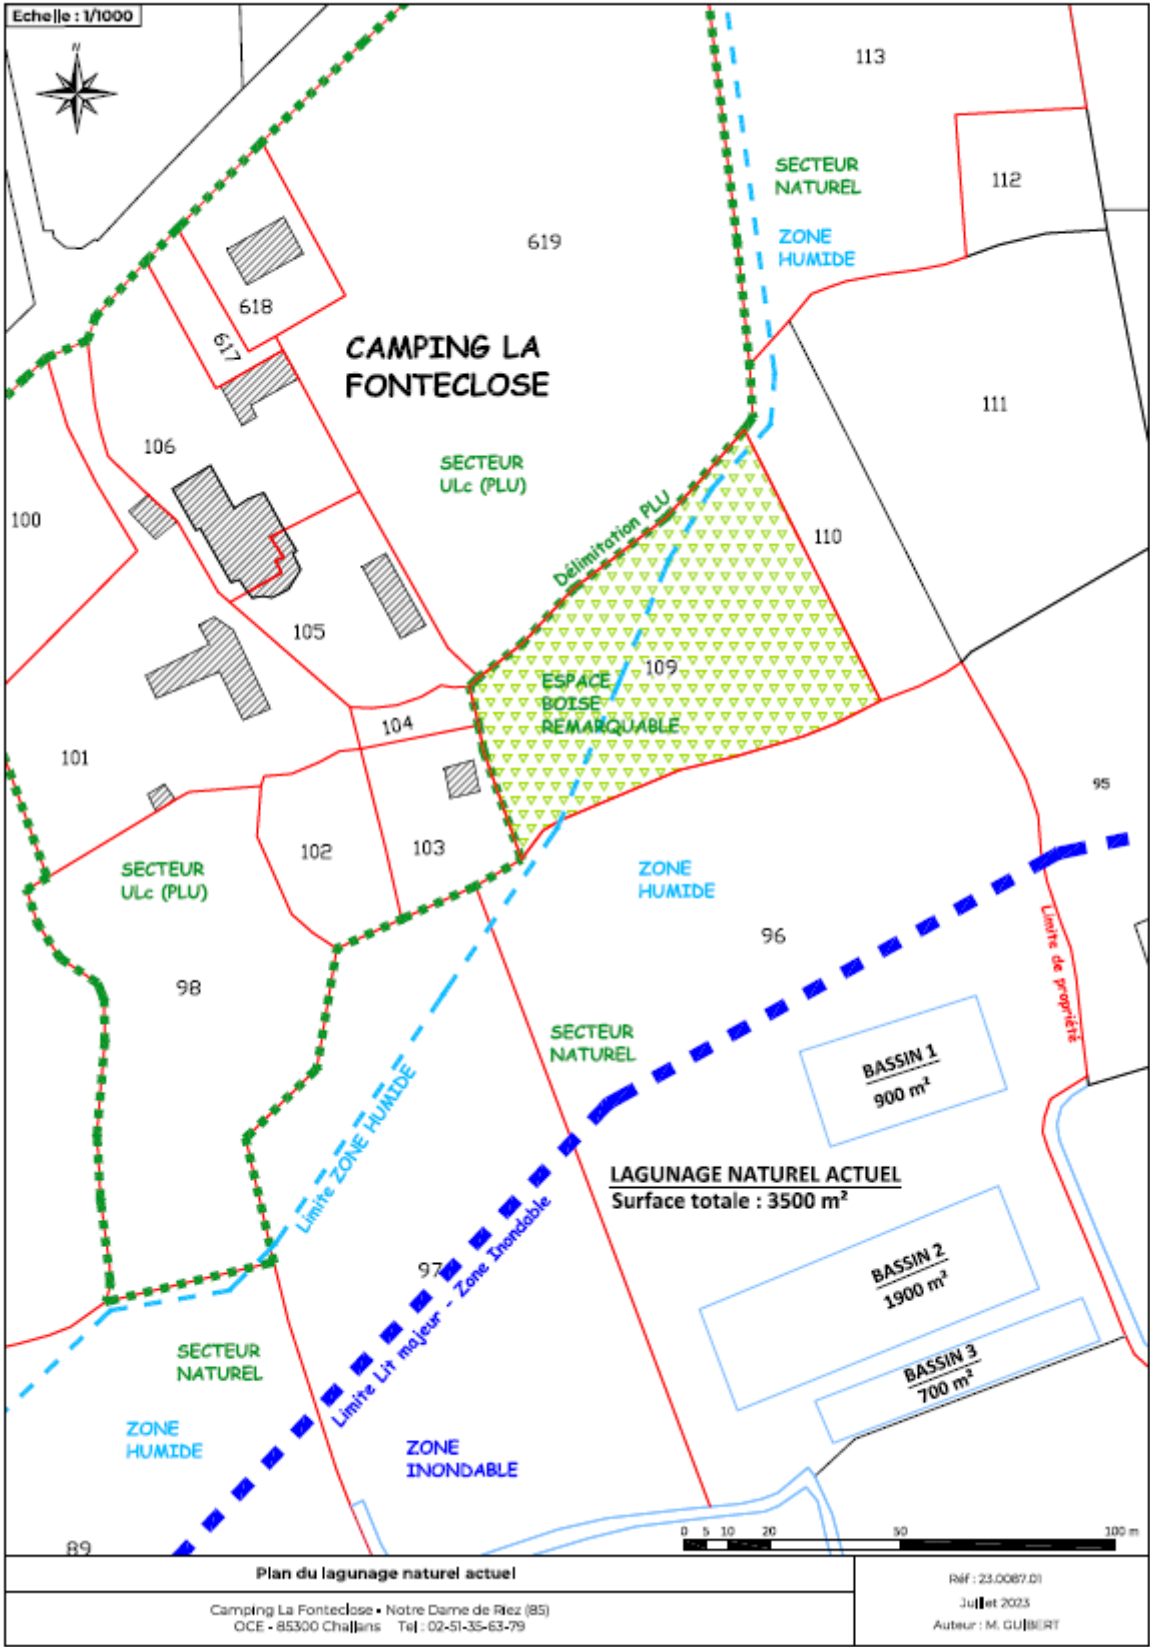 Echelle : 1/1000
N
113
SECTEUR
NATUREL
112
ZONE
HUMIDE
619
618
617
CAMPING LA
FONTECLOSE
111
106
SECTEUR
ULc (PLU)
100
110
Délimitation PLU
105
109
ESPACE
BOISE
REMARQUABLE
104
101
95
102
103
SECTEUR
ULc (PLU)
ZONE
HUMIDE
96
Limite de propriété
98
SECTEUR
NATUREL
BASSIN 1
900 m²
Limite ZONE HUMIDE
LAGUNAGE NATUREL ACTUEL
Surface totale : 3500 m²
97
Limite Lit majeur - Zone Inondable
BASSIN 2
1900 m²
SECTEUR
NATUREL
BASSIN 3
700 m²
ZONE
HUMIDE
ZONE
INONDABLE
89
0 5 10 20 50 100 m
Plan du lagunage naturel actuel
Camping La Fonteclose • Notre Dame de Riez (85)
OCE - 85300 Challans Tel : 02-51-35-63-79
Réf : 23.0087.01
Juillet 2023
Auteur : M. GUIBERT